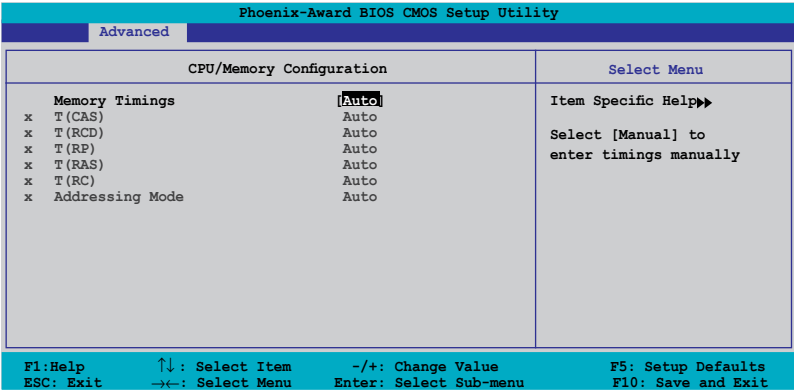 Phoenix-Award BIOS CMOS Setup Utility
Advanced
CPU/Memory Configuration
Select Menu
Memory Timings [Auto]
x T(CAS) Auto
x T(RCD) Auto
x T(RP) Auto
x T(RAS) Auto
x T(RC) Auto
x Addressing Mode Auto
Item Specific Help▶▶
Select [Manual] to
enter timings manually
F1:Help ↑↓: Select Item -/+: Change Value F5: Setup Defaults
ESC: Exit →←: Select Menu Enter: Select Sub-menu F10: Save and Exit